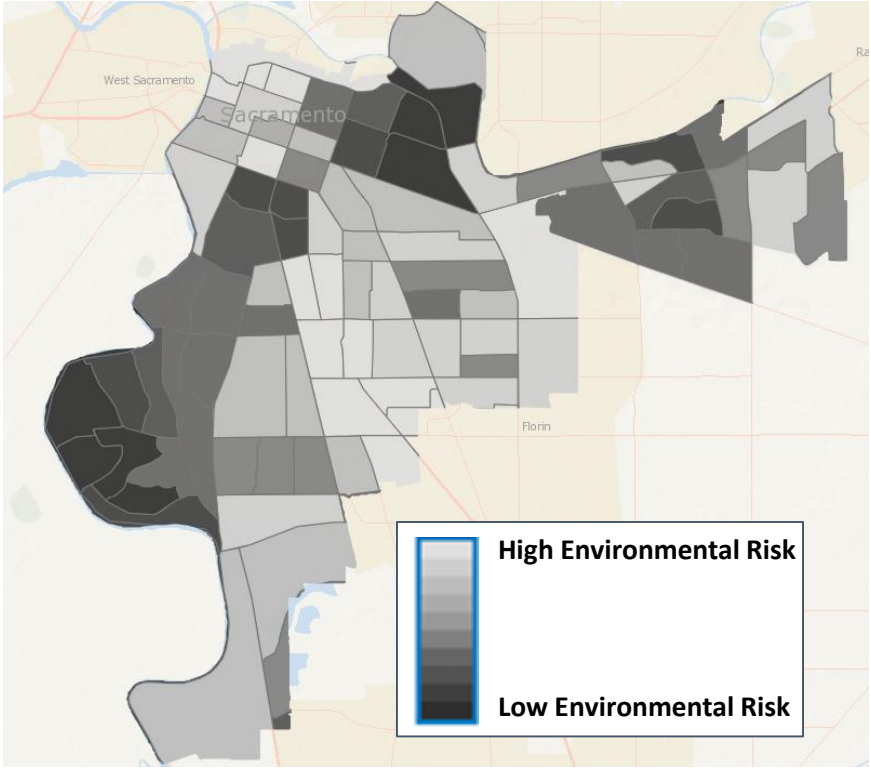 Ra
West Sacramento
Sacramento
Florin
High Environmental Risk
Low Environmental Risk